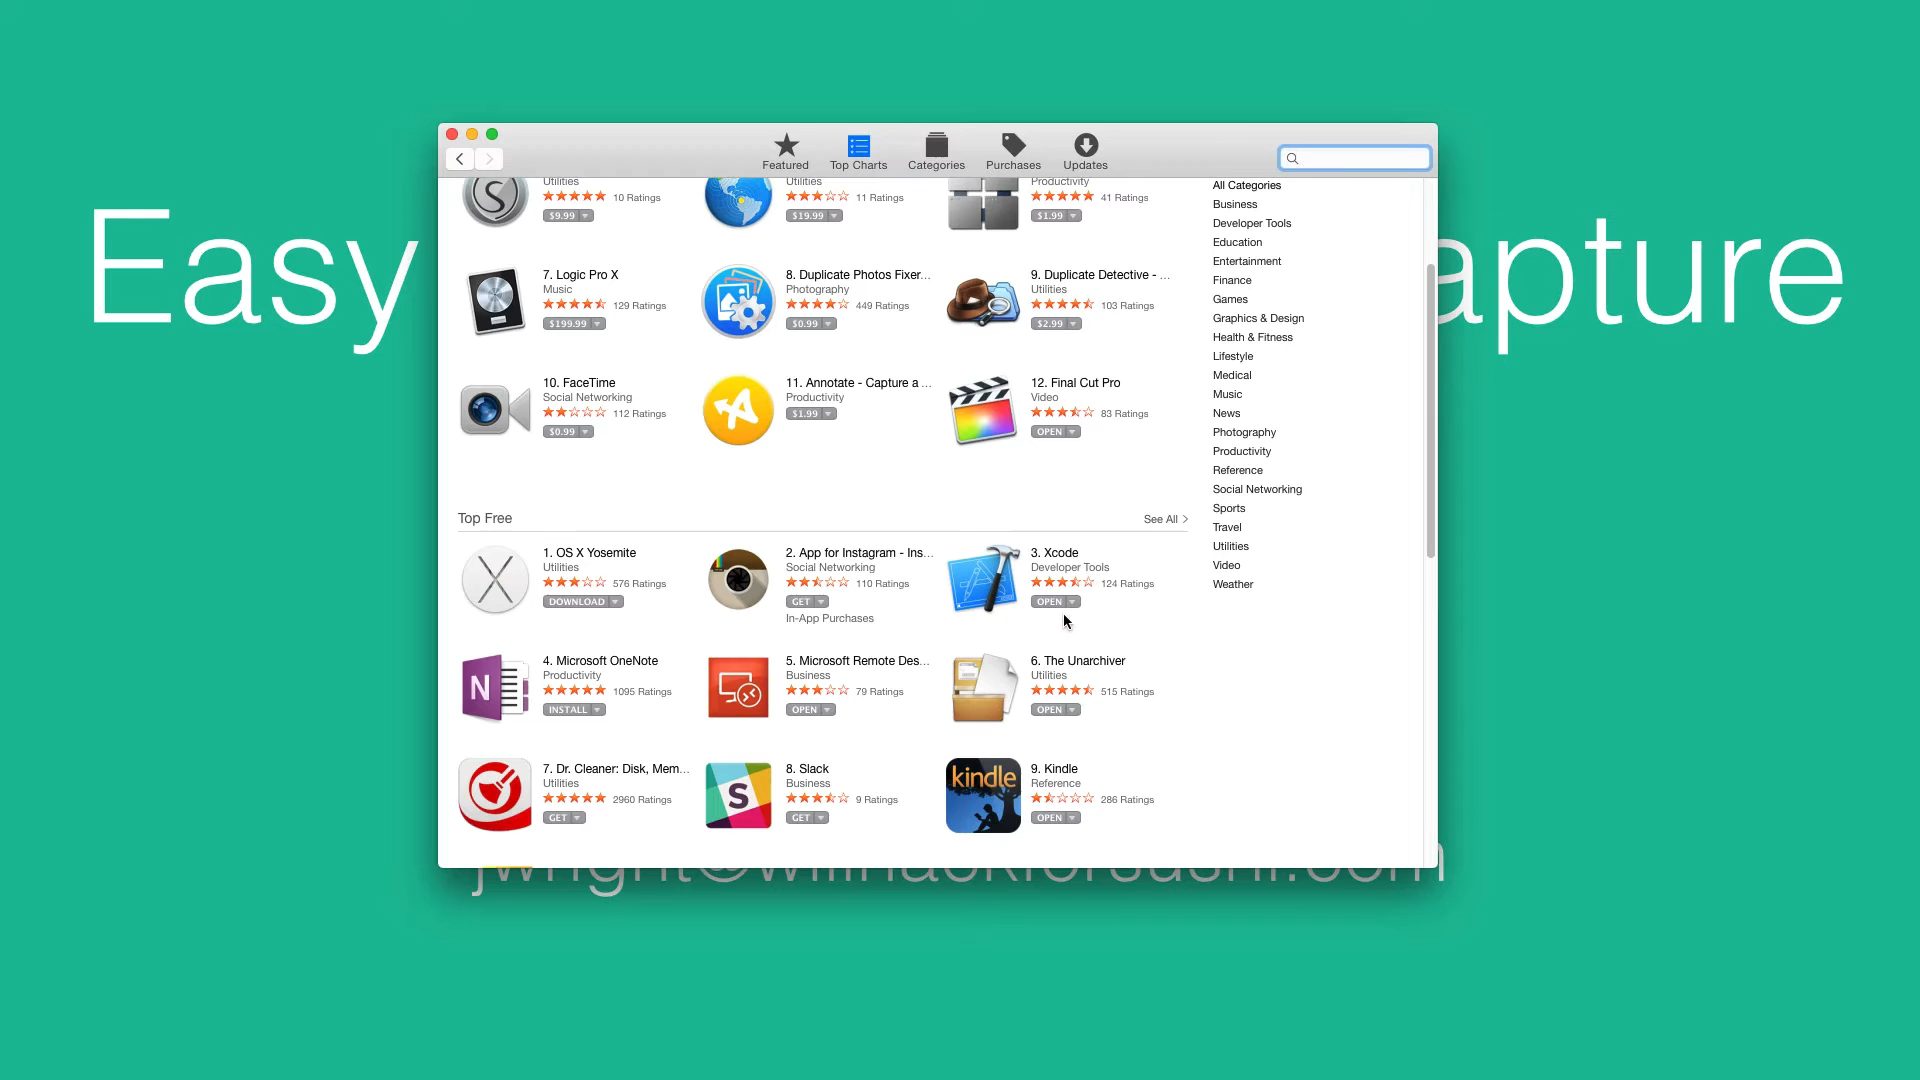 Easy
apture
Featured
Top Charts
Categories
Purchases
Updates
Utilities
10 Ratings
$9.99
Utilities
11 Ratings
$19.99
Productivity
41 Ratings
$1.99
7. Logic Pro X
Music
129 Ratings
$199.99
8. Duplicate Photos Fixer...
Photography
449 Ratings
$0.99
9. Duplicate Detective - ...
Utilities
103 Ratings
$2.99
10. FaceTime
Social Networking
112 Ratings
$0.99
11. Annotate - Capture a ...
Productivity
$1.99
12. Final Cut Pro
Video
83 Ratings
OPEN
Top Free
See All
1. OS X Yosemite
Utilities
576 Ratings
DOWNLOAD
2. App for Instagram - Ins...
Social Networking
110 Ratings
GET
In-App Purchases
3. Xcode
Developer Tools
124 Ratings
OPEN
4. Microsoft OneNote
Productivity
1095 Ratings
INSTALL
5. Microsoft Remote Des...
Business
79 Ratings
OPEN
6. The Unarchiver
Utilities
515 Ratings
OPEN
7. Dr. Cleaner: Disk, Mem...
Utilities
2960 Ratings
GET
8. Slack
Business
9 Ratings
GET
kindle
9. Kindle
Reference
286 Ratings
OPEN
All Categories
Business
Developer Tools
Education
Entertainment
Finance
Games
Graphics & Design
Health & Fitness
Lifestyle
Medical
Music
News
Photography
Productivity
Reference
Social Networking
Sports
Travel
Utilities
Video
Weather
jwright@willhackforsushi.com